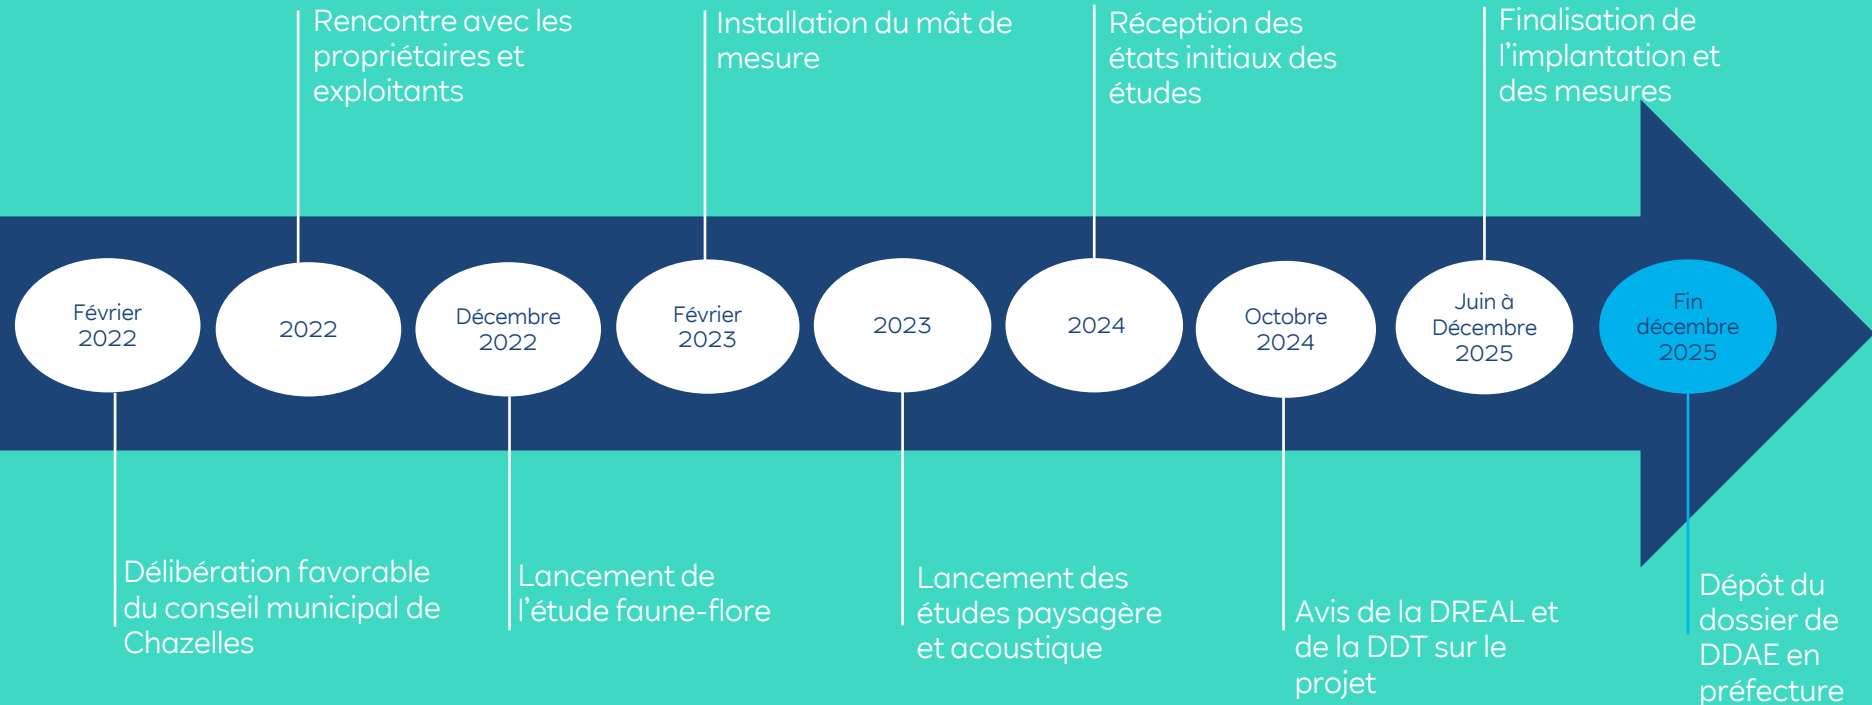 Rencontre avec les
propriétaires et
exploitants
Installation du mât de
mesure
Réception des
états initiaux des
études
Finalisation de
l'implantation et
des mesures
Février
2022
2022
Décembre
2022
Février
2023
2023
2024
Octobre
2024
Juin à
Décembre
2025
Fin
décembre
2025
Délibération favorable
du conseil municipal de
Chazelles
Lancement de
l'étude faune-flore
Lancement des
études paysagère
et acoustique
Avis de la DREAL et
de la DDT sur le
projet
Dépôt du
dossier de
DDAE en
préfecture